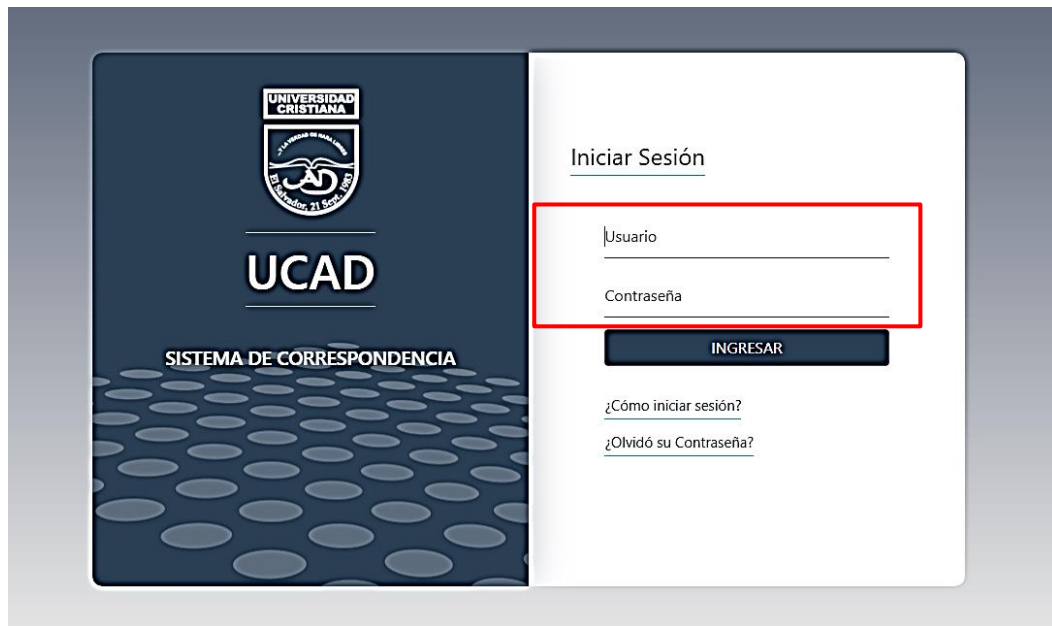 UNIVERSIDAD
CRISTIANA
El Salvador, 21 Sept. 1983
UCAD
SISTEMA DE CORRESPONDENCIA
Iniciar Sesión
Usuario
Contraseña
INGRESAR
¿Cómo iniciar sesión?
¿Olvidó su Contraseña?